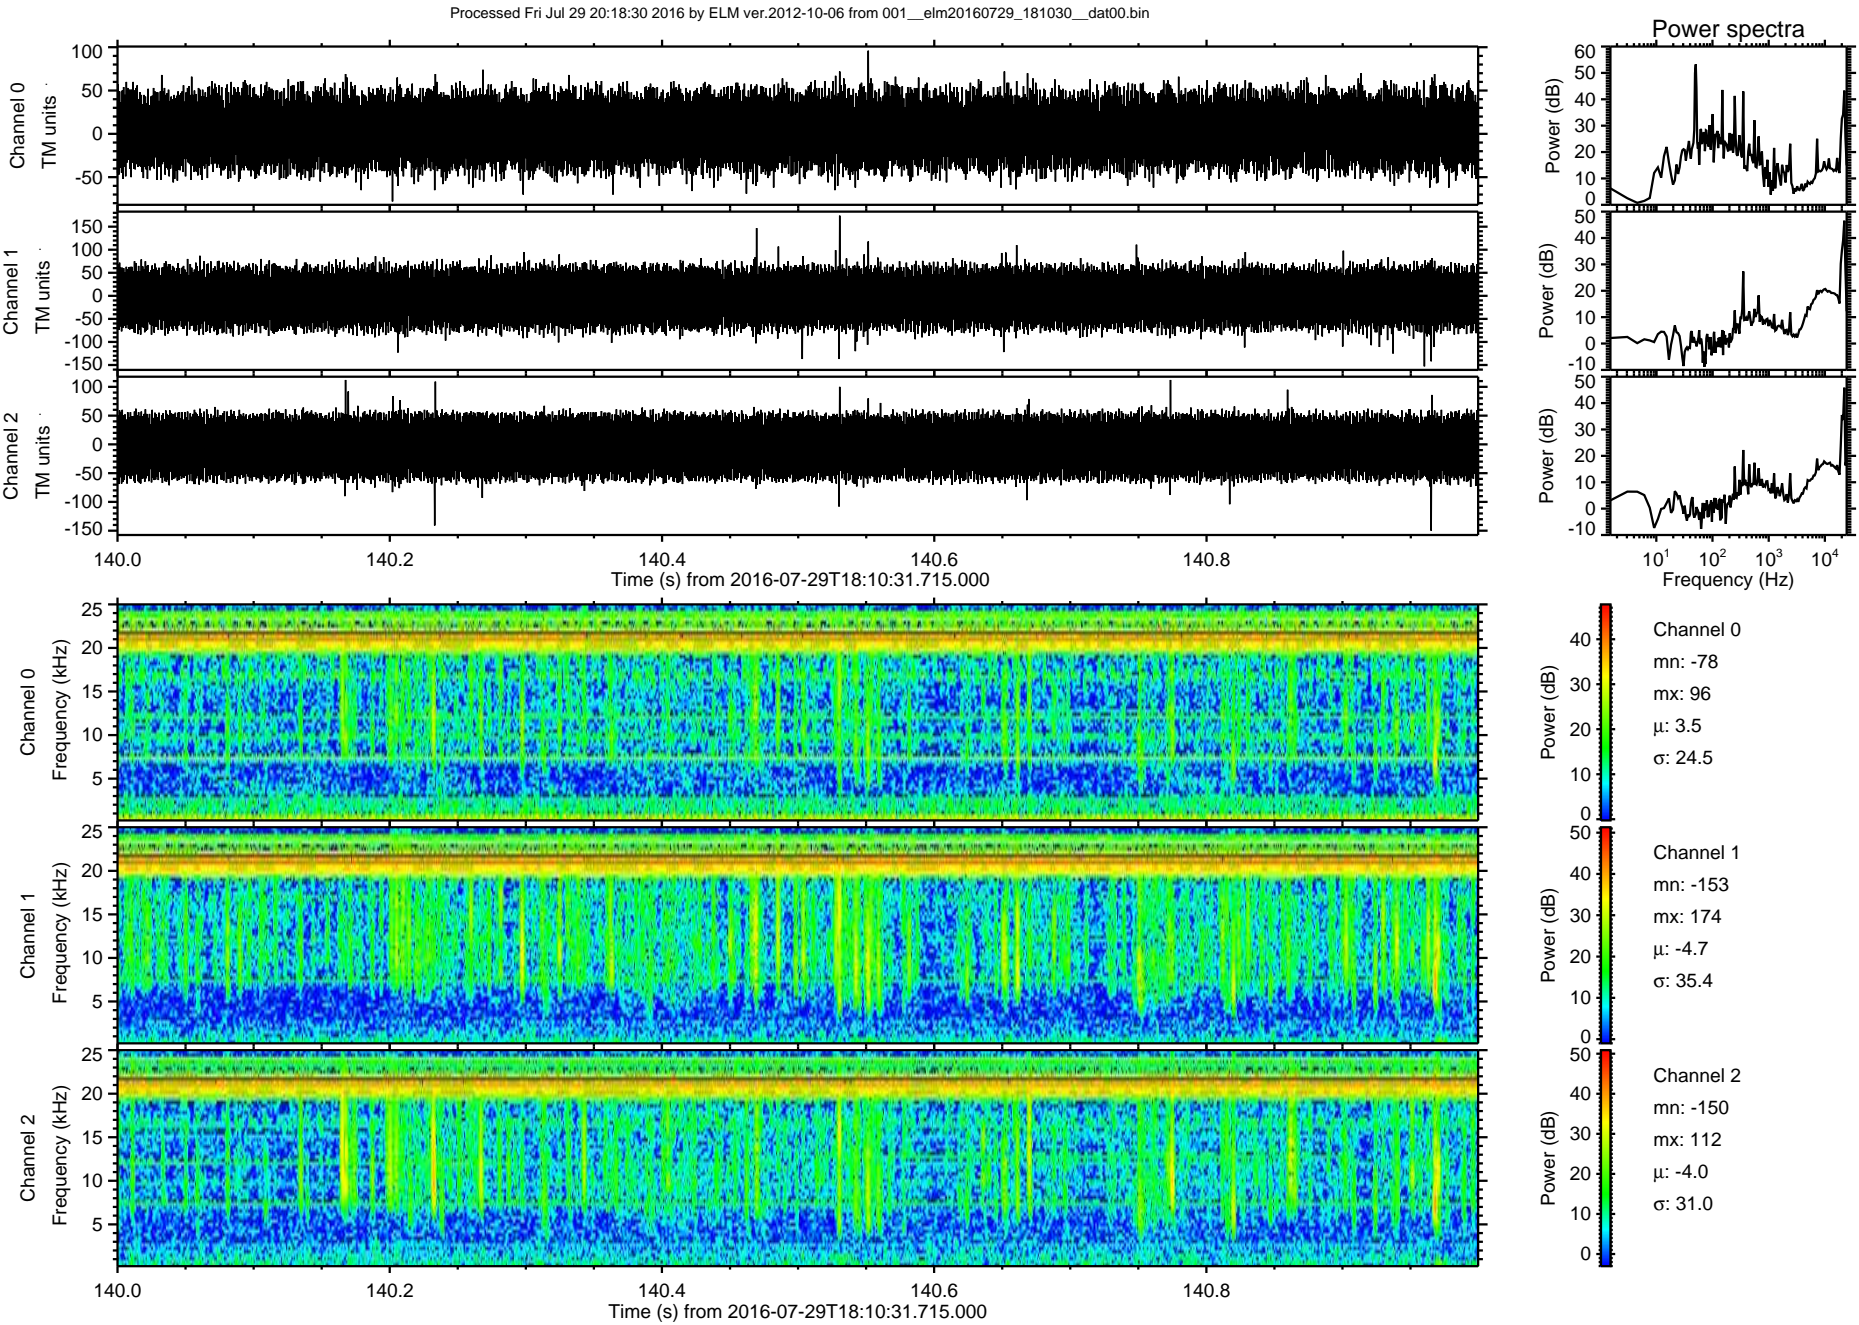 Processed Fri Jul 29 20:18:30 2016 by ELM ver.2012-10-06 from 001__elm20160729_181030__dat00.bin
Power spectra
Channel 0
TM units
100
50
0
-50
Power (dB)
60
50
40
30
20
10
0
Channel 1
TM units
150
100
50
0
-50
-100
-150
Power (dB)
50
40
30
20
10
0
-10
Channel 2
TM units
100
50
0
-50
-100
-150
Power (dB)
50
40
30
20
10
0
-10
140.0 140.2 140.4 140.6 140.8
Time (s) from 2016-07-29T18:10:31.715.000
10^1 10^2 10^3 10^4
Frequency (Hz)
Channel 0
Frequency (kHz)
25
20
15
10
5
Power (dB)
40
30
20
10
0
Channel 0
mn: -78
mx: 96
μ: 3.5
σ: 24.5
Channel 1
Frequency (kHz)
25
20
15
10
5
Power (dB)
50
40
30
20
10
0
Channel 1
mn: -153
mx: 174
μ: -4.7
σ: 35.4
Channel 2
Frequency (kHz)
25
20
15
10
5
Power (dB)
50
40
30
20
10
0
Channel 2
mn: -150
mx: 112
μ: -4.0
σ: 31.0
140.0 140.2 140.4 140.6 140.8
Time (s) from 2016-07-29T18:10:31.715.000